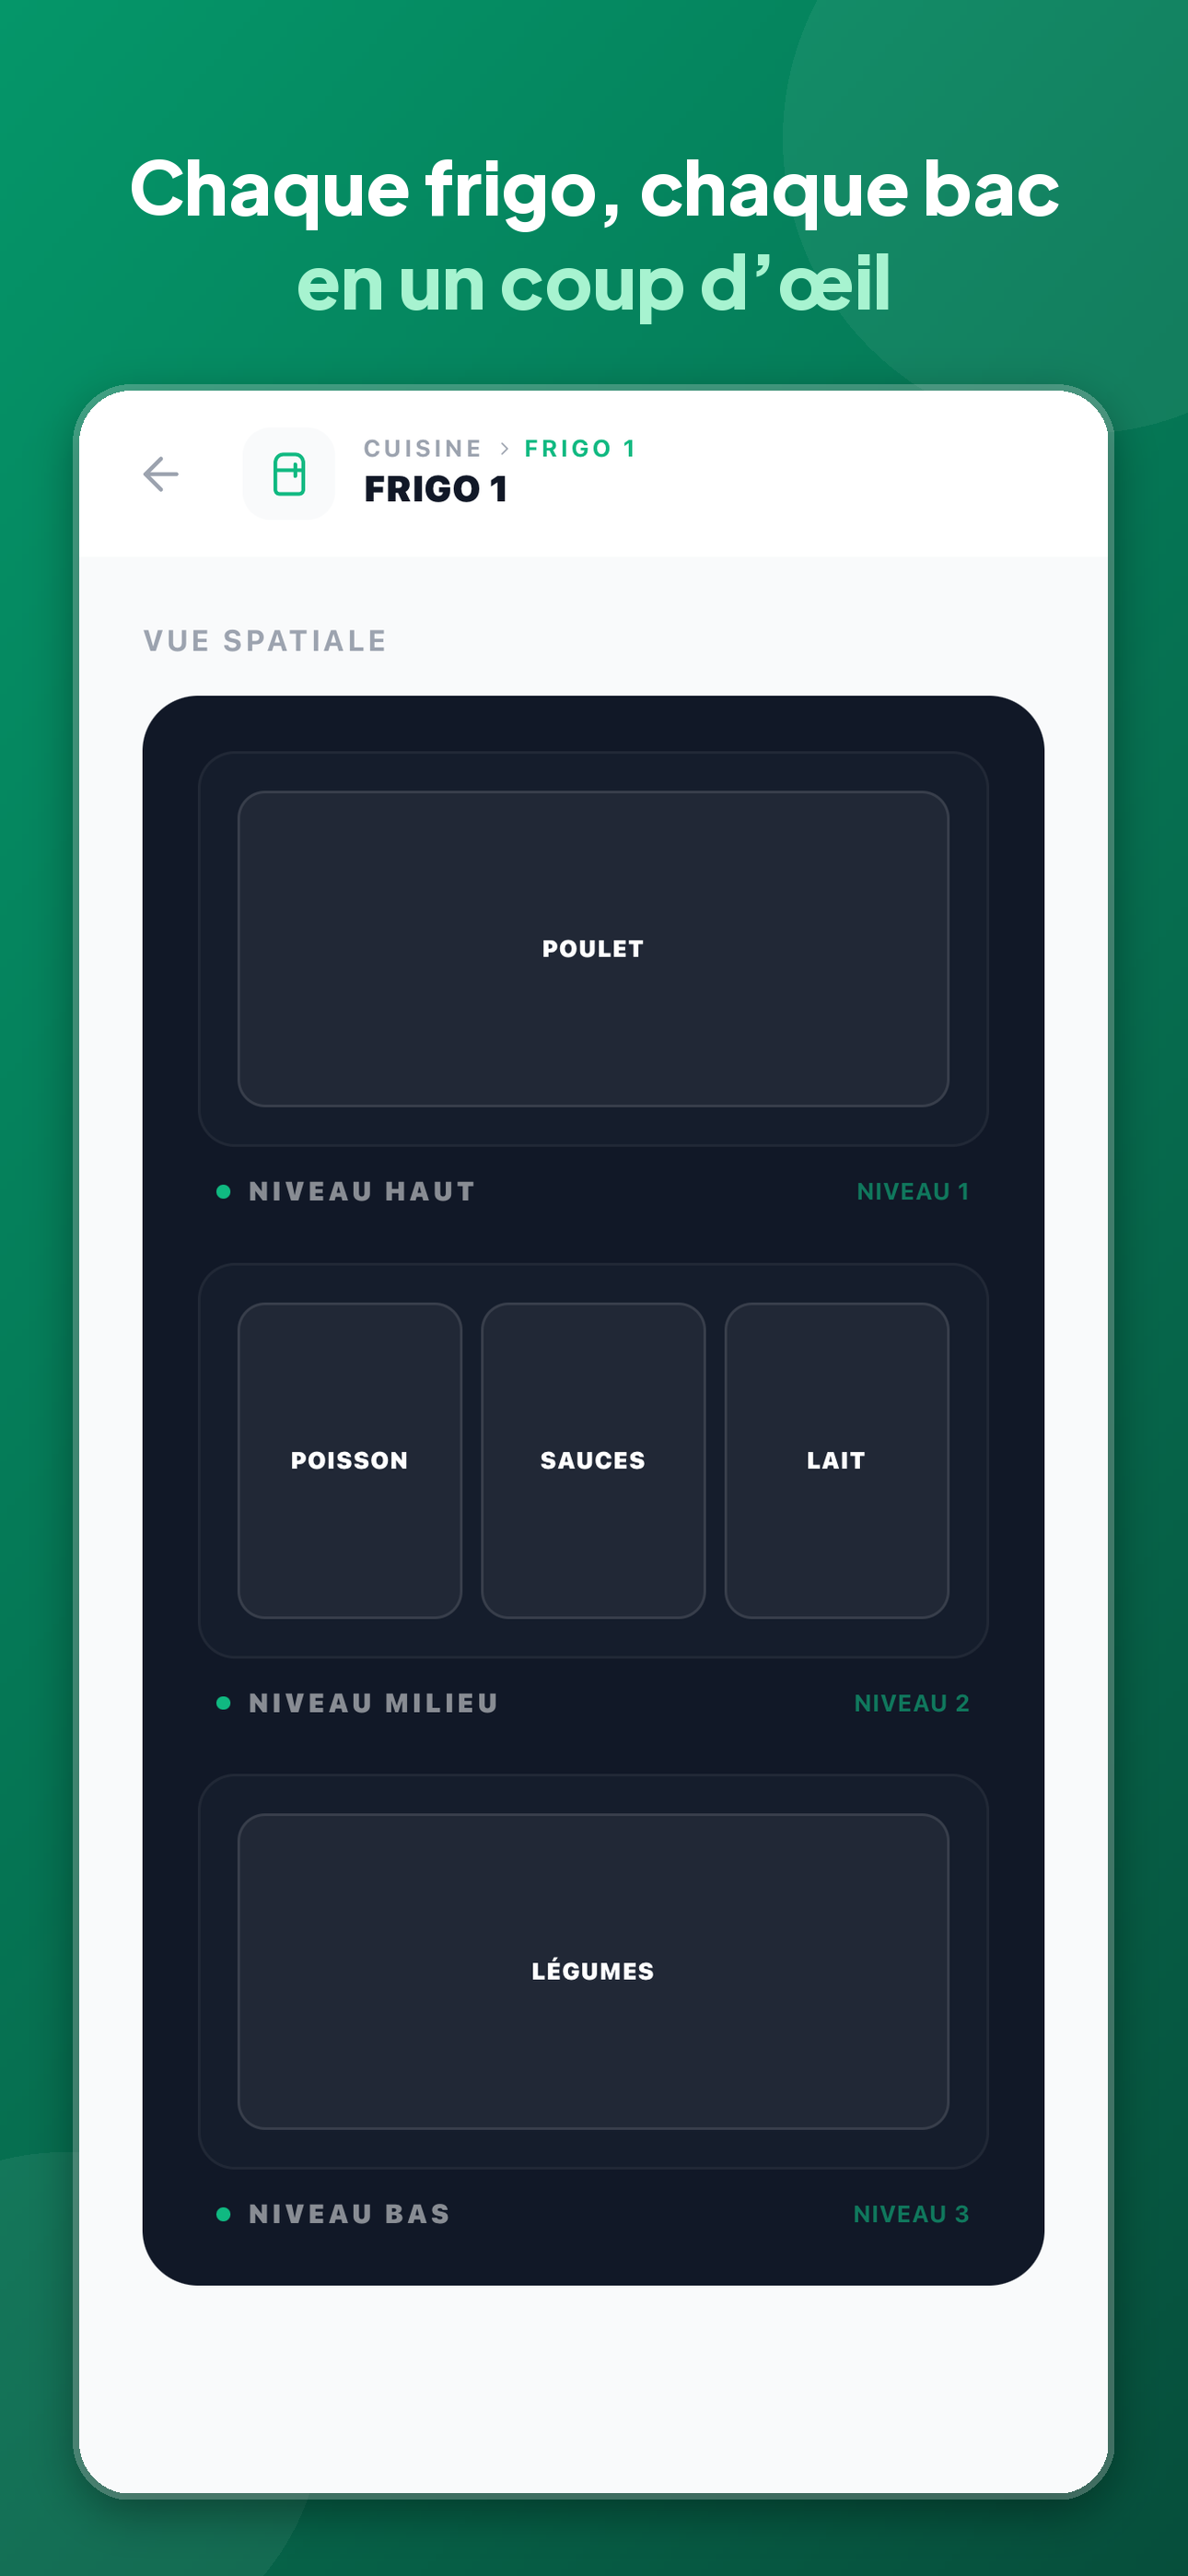 Chaque frigo, chaque bac
en un coup d’œil
CUISINE > FRIGO 1
FRIGO 1
VUE SPATIALE
POULET
NIVEAU HAUT NIVEAU 1
POISSON SAUCES LAIT
NIVEAU MILIEU NIVEAU 2
LÉGUMES
NIVEAU BAS NIVEAU 3